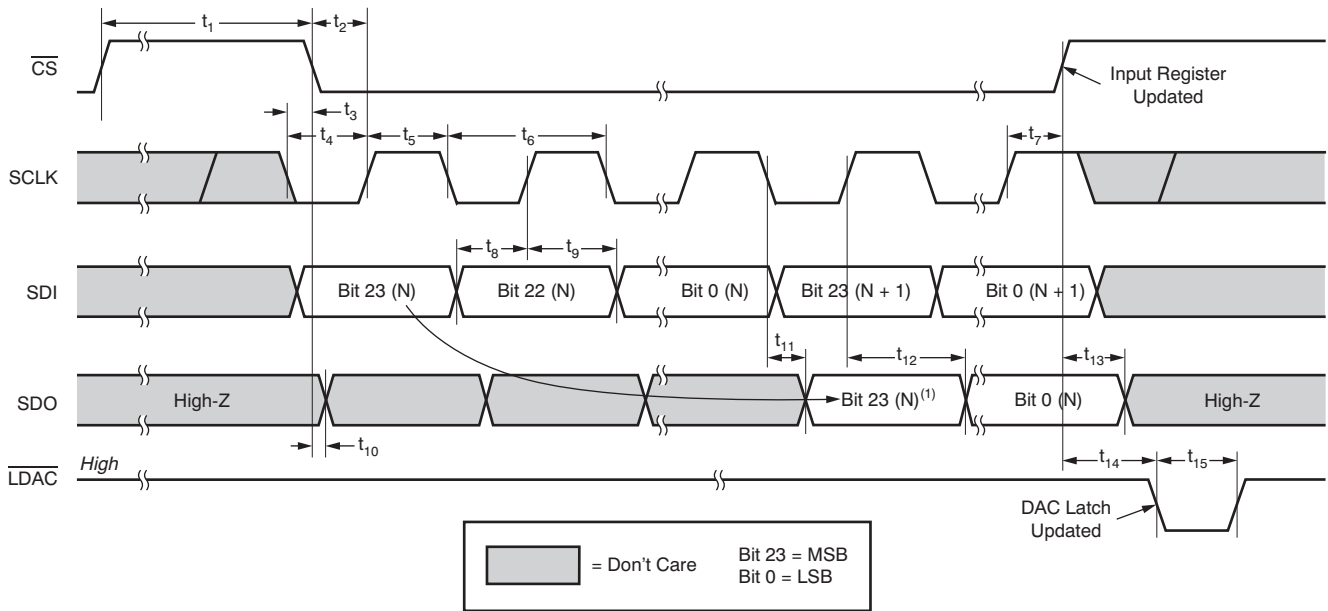 t1 t2
CS
Input Register
Updated
t3
t4 t5 t6 t7
SCLK
t8 t9
SDI Bit 23 (N) Bit 22 (N) Bit 0 (N) Bit 23 (N + 1) Bit 0 (N + 1)
t11 t12 t13
SDO High-Z Bit 23 (N)(1) Bit 0 (N) High-Z
t10
High
LDAC
t14 t15
DAC Latch
Updated
= Don't Care
Bit 23 = MSB
Bit 0 = LSB